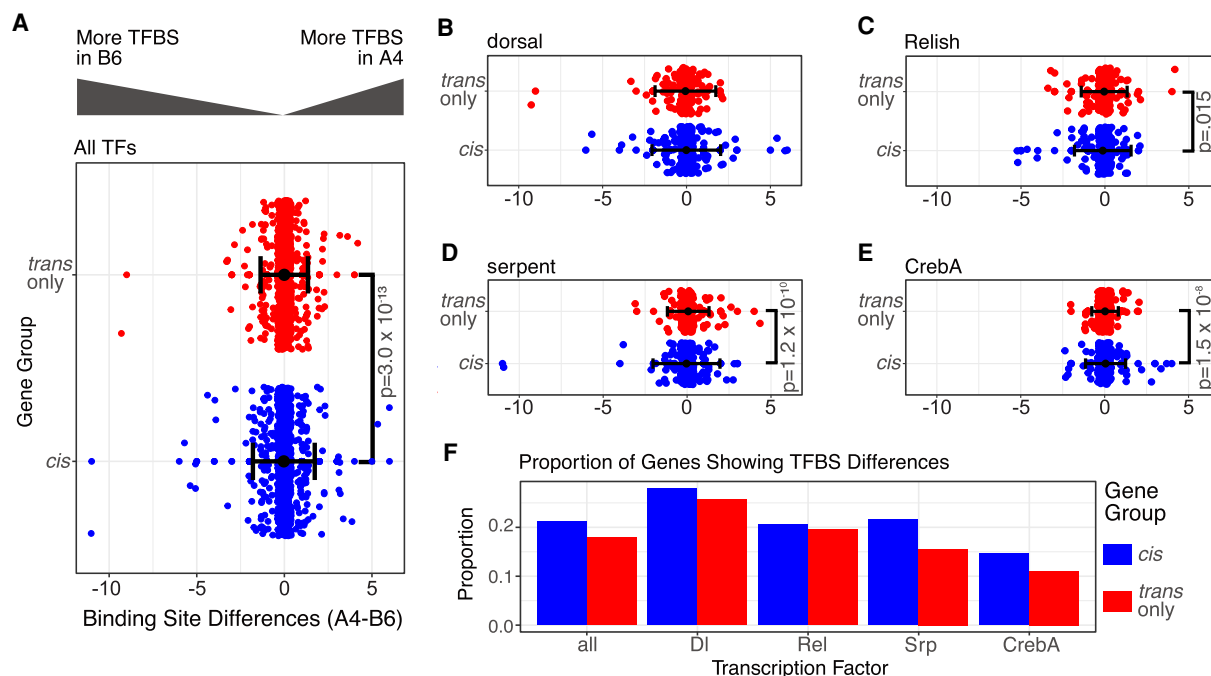 A
More TFBS
in B6
More TFBS
in A4
All TFs
Gene Group
trans
only
cis
p=3.0 x 10⁻¹³
-10
-5
0
5
Binding Site Differences (A4-B6)
B
dorsal
trans
only
cis
-10
-5
0
5
C
Relish
trans
only
cis
p=.015
-10
-5
0
5
D
serpent
trans
only
cis
p=1.2 x 10⁻¹⁰
-10
-5
0
5
E
CrebA
trans
only
cis
p=1.5 x 10⁻⁸
-10
-5
0
5
F
Proportion of Genes Showing TFBS Differences
Proportion
0.2
0.1
0.0
all
Dl
Rel
Srp
CrebA
Transcription Factor
Gene
Group
cis
trans
only